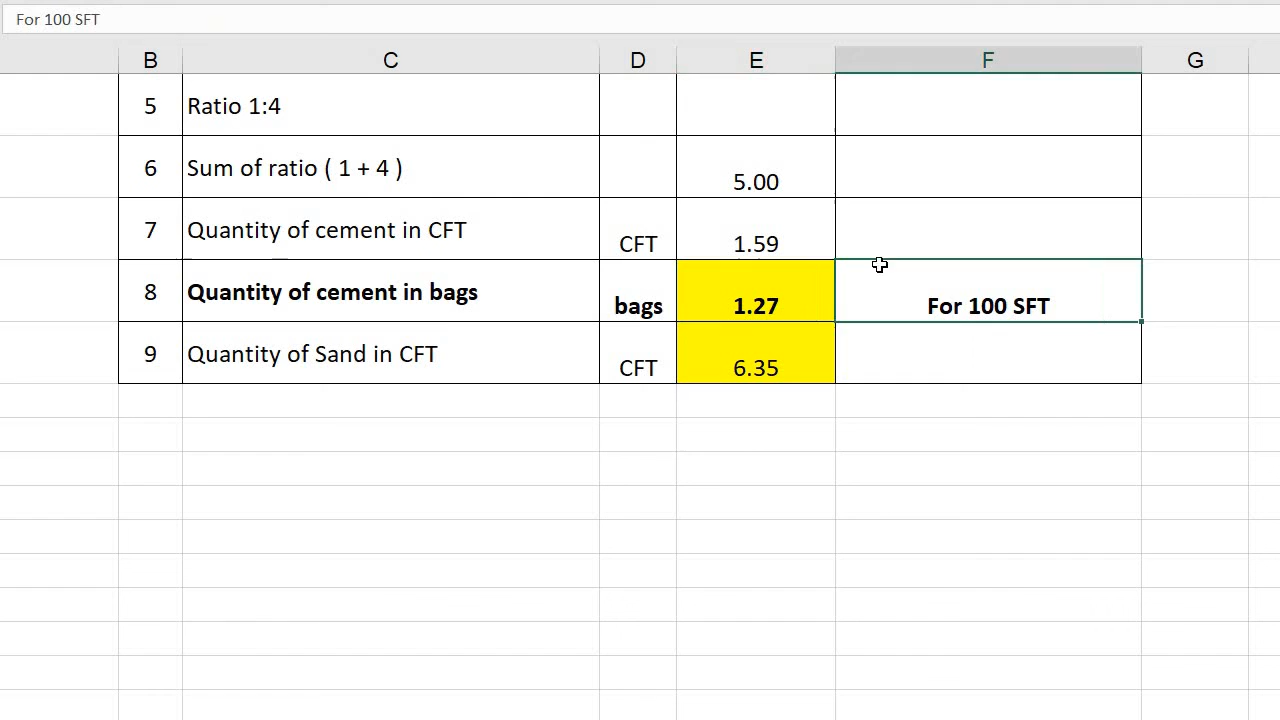 For 100 SFT
B C D E F G
5 Ratio 1:4
6 Sum of ratio ( 1 + 4 ) 5.00
7 Quantity of cement in CFT CFT 1.59
8 Quantity of cement in bags bags 1.27 For 100 SFT
9 Quantity of Sand in CFT CFT 6.35